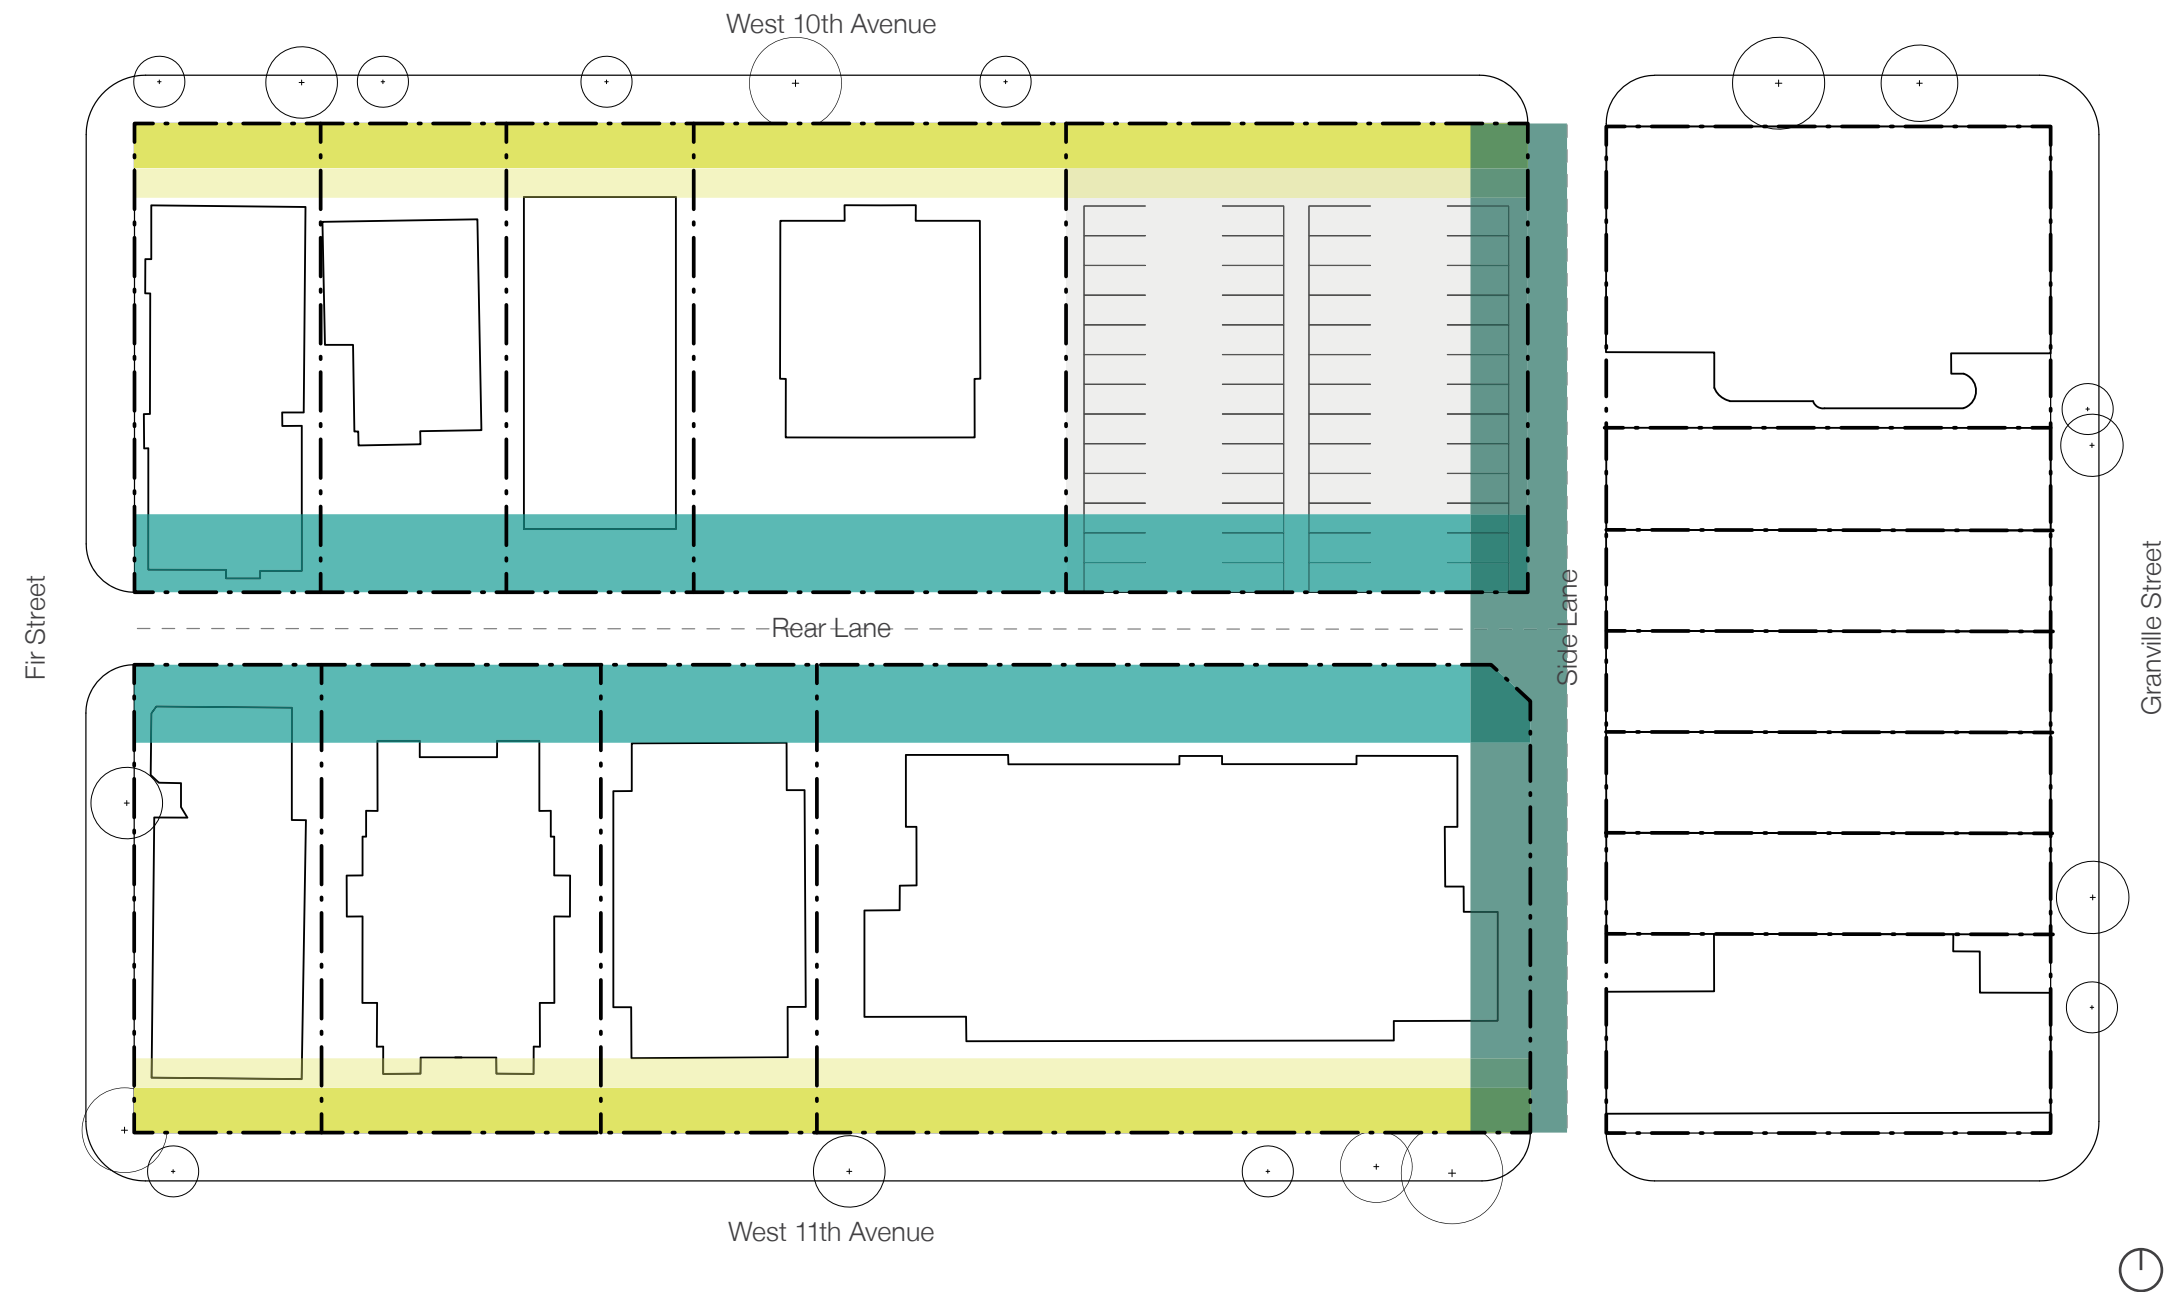 West 10th Avenue
Fir Street
Rear Lane
Side Lane
Granville Street
West 11th Avenue